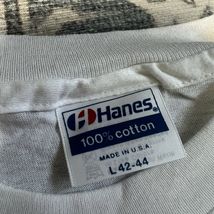 Hanes®
100% cotton
MADE IN U.S.A.
L 42-44